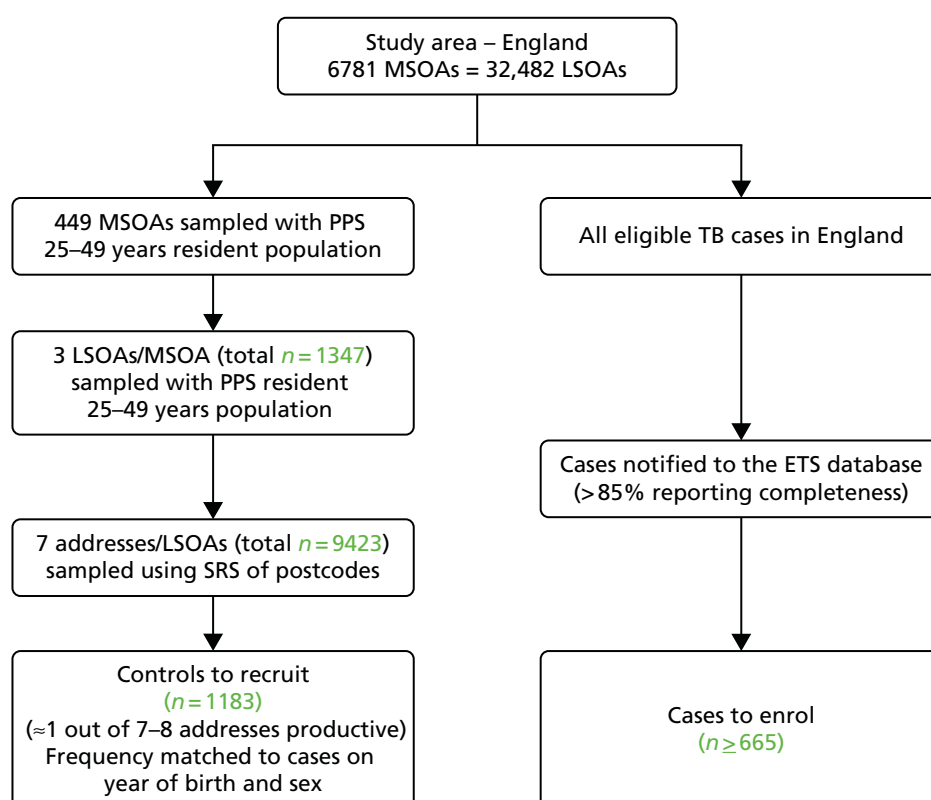 Study area – England
6781 MSOAs = 32,482 LSOAs
449 MSOAs sampled with PPS
25–49 years resident population
All eligible TB cases in England
3 LSOAs/MSOA (total n = 1347)
sampled with PPS resident
25–49 years population
Cases notified to the ETS database
(> 85% reporting completeness)
7 addresses/LSOAs (total n = 9423)
sampled using SRS of postcodes
Controls to recruit
(n = 1183)
(≈1 out of 7–8 addresses productive)
Frequency matched to cases on
year of birth and sex
Cases to enrol
(n ≥ 665)